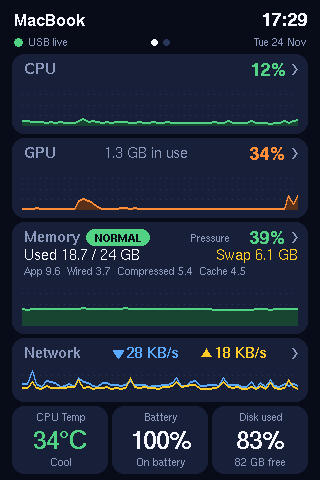 MacBook 17:29
USB live Tue 24 Nov
CPU 12%
GPU 1.3 GB in use 34%
Memory NORMAL Pressure 39%
Used 18.7 / 24 GB Swap 6.1 GB
App 9.6 Wired 3.7 Compressed 5.4 Cache 4.5
Network ▼28 KB/s ▲18 KB/s
CPU Temp Battery Disk used
34°C 100% 83%
Cool On battery 82 GB free